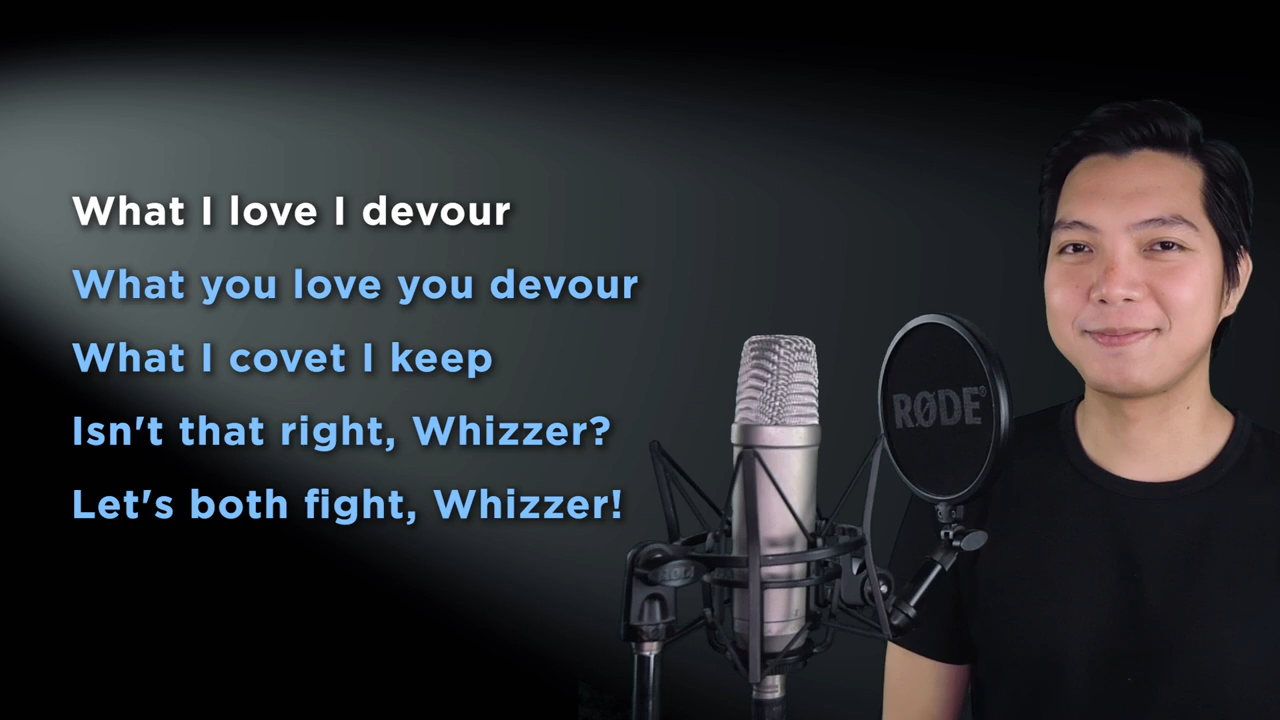 What I love I devour
What you love you devour
What I covet I keep
Isn't that right, Whizzer?
Let's both fight, Whizzer!
RØDE®